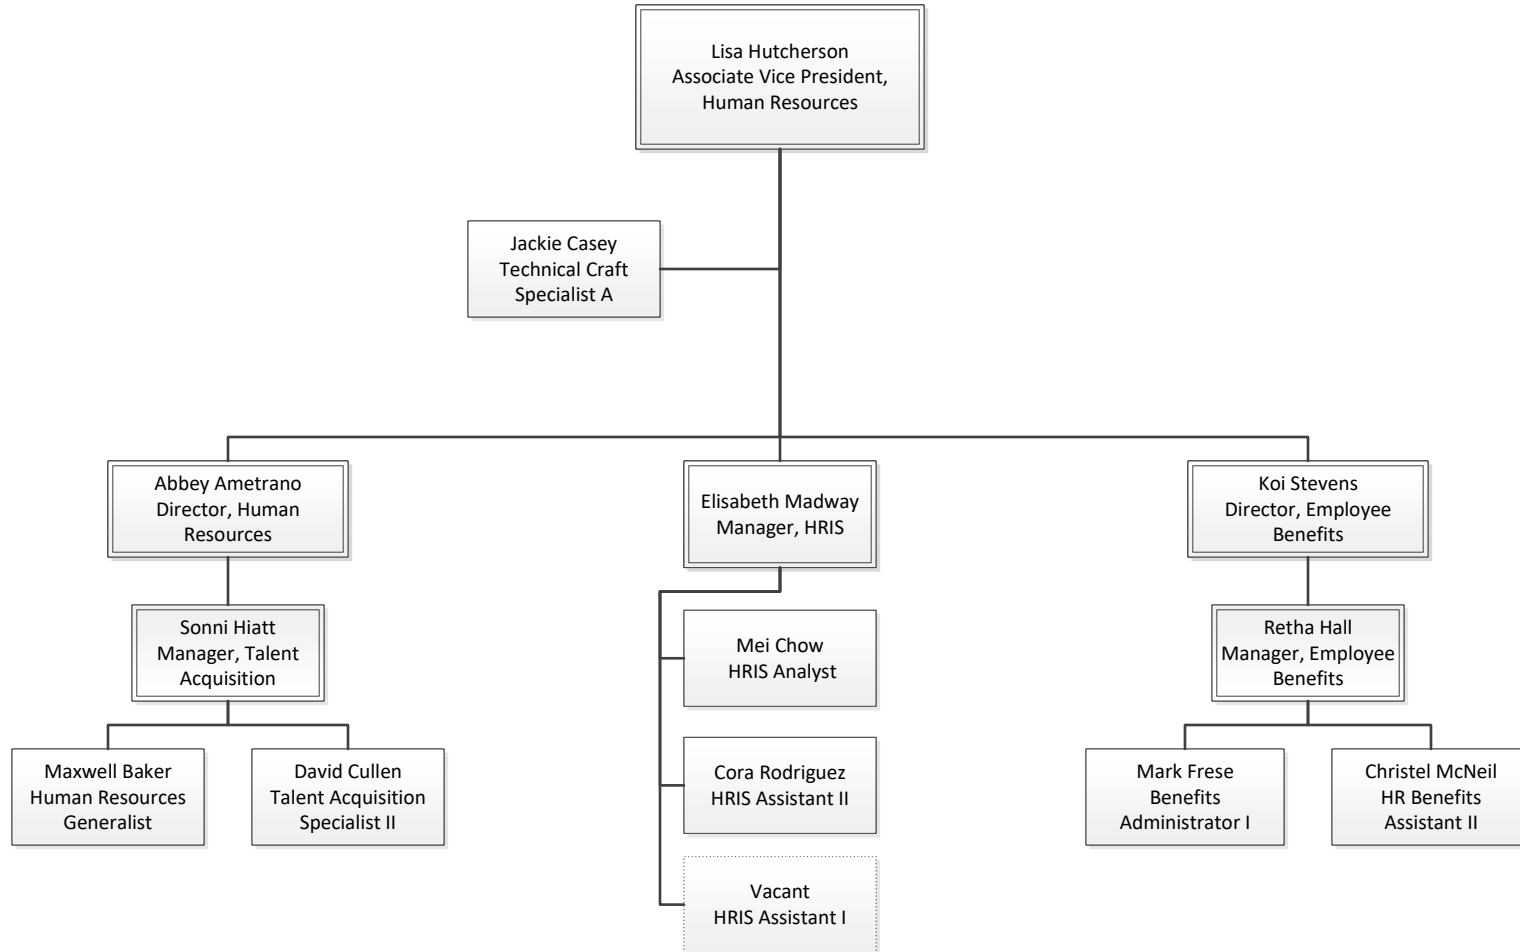 Lisa Hutcherson
Associate Vice President,
Human Resources
Jackie Casey
Technical Craft
Specialist A
Abbey Ametrano
Director, Human
Resources
Elisabeth Madway
Manager, HRIS
Koi Stevens
Director, Employee
Benefits
Sonni Hiatt
Manager, Talent
Acquisition
Mei Chow
HRIS Analyst
Retha Hall
Manager, Employee
Benefits
Maxwell Baker
Human Resources
Generalist
David Cullen
Talent Acquisition
Specialist II
Cora Rodriguez
HRIS Assistant II
Mark Frese
Benefits
Administrator I
Christel McNeil
HR Benefits
Assistant II
Vacant
HRIS Assistant I